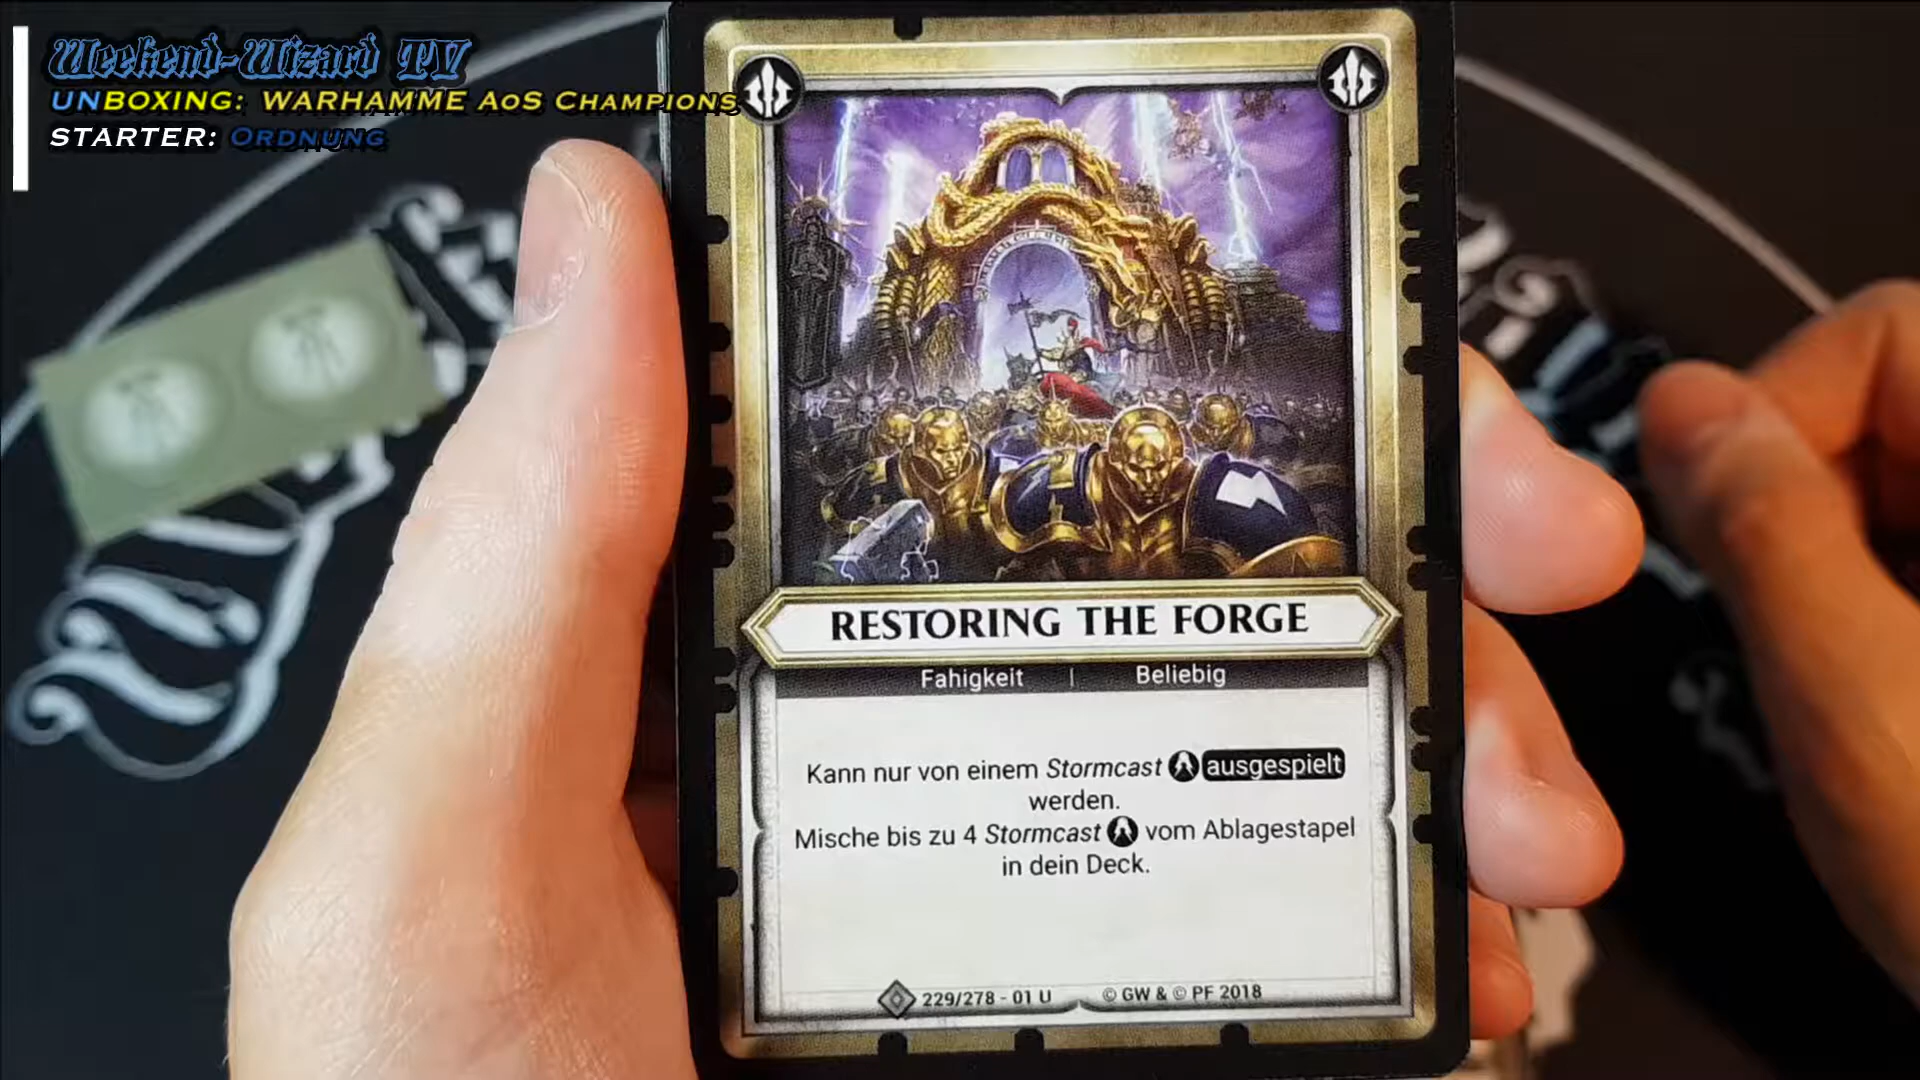 Weekend-Wizard TV
UNBOXING: WARHAMME AoS CHAMPIONS
STARTER: ORDNUNG
RESTORING THE FORGE
Fahigkeit | Beliebig
Kann nur von einem Stormcast ausgespielt
werden.
Mische bis zu 4 Stormcast vom Ablagestapel
in dein Deck.
229/278 - 01 U © GW & © PF 2018